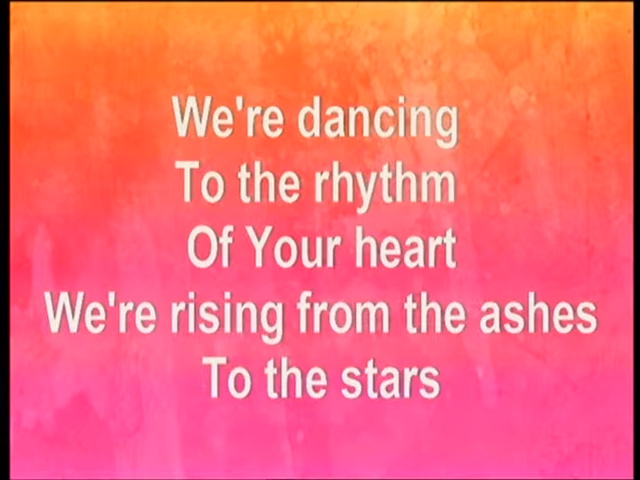 We're dancing
To the rhythm
Of Your heart
We're rising from the ashes
To the stars